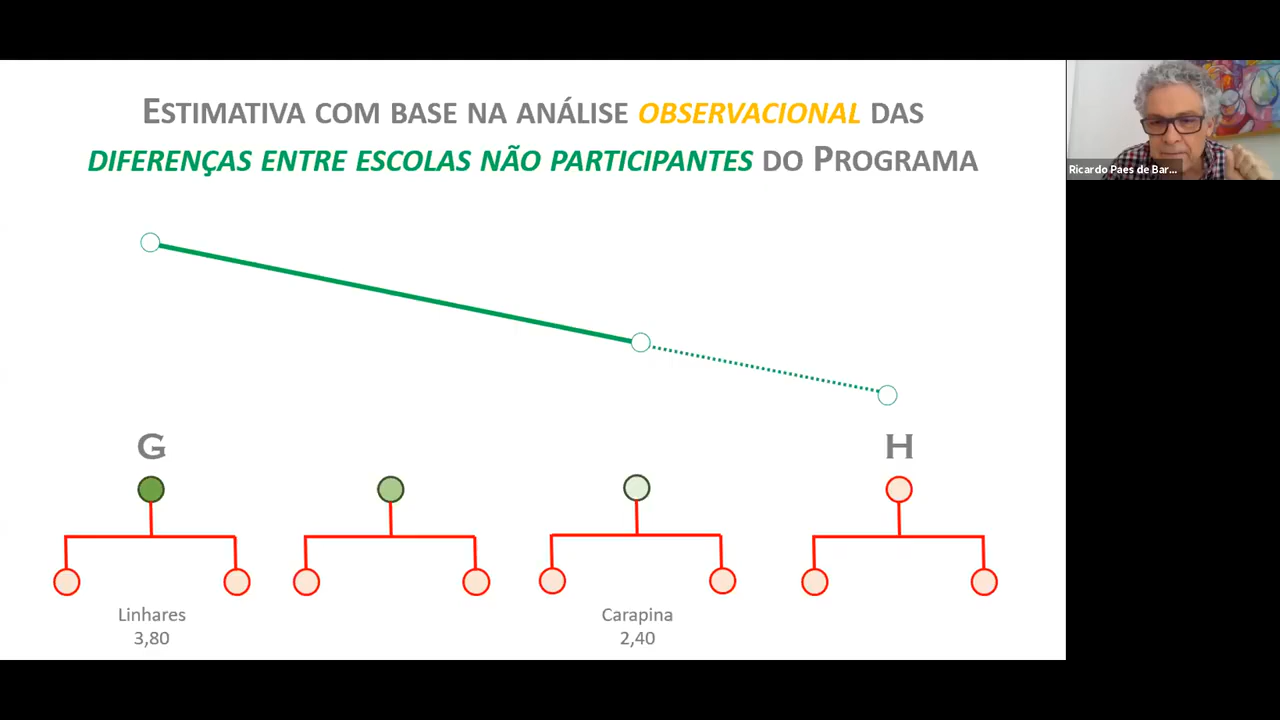 ESTIMATIVA COM BASE NA ANÁLISE OBSERVACIONAL DAS
DIFERENÇAS ENTRE ESCOLAS NÃO PARTICIPANTES DO PROGRAMA
Ricardo Paes de Bar...
G
H
Linhares
3,80
Carapina
2,40